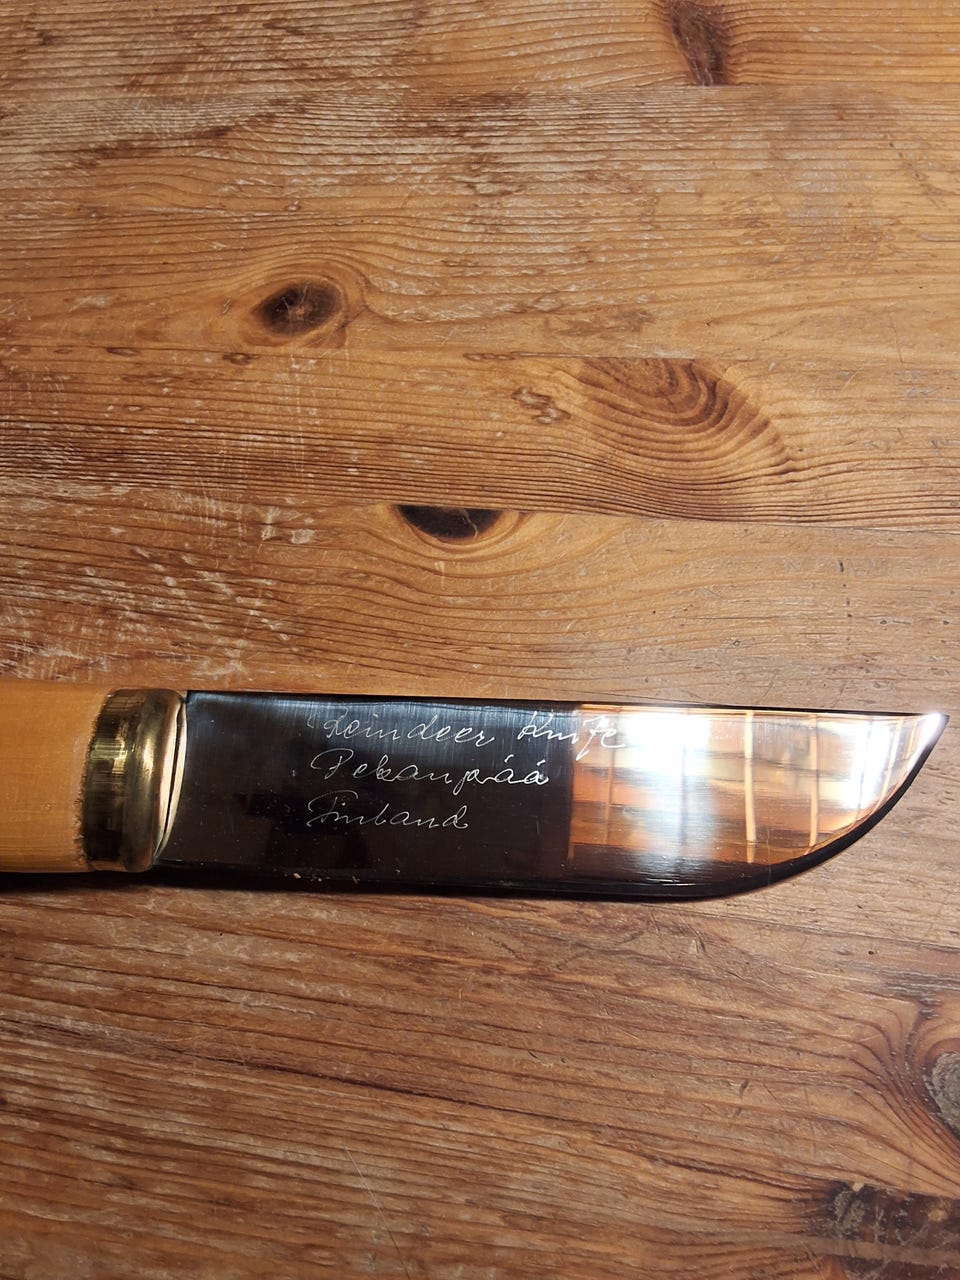 Reindeer Knife
Pekanpää
Finland